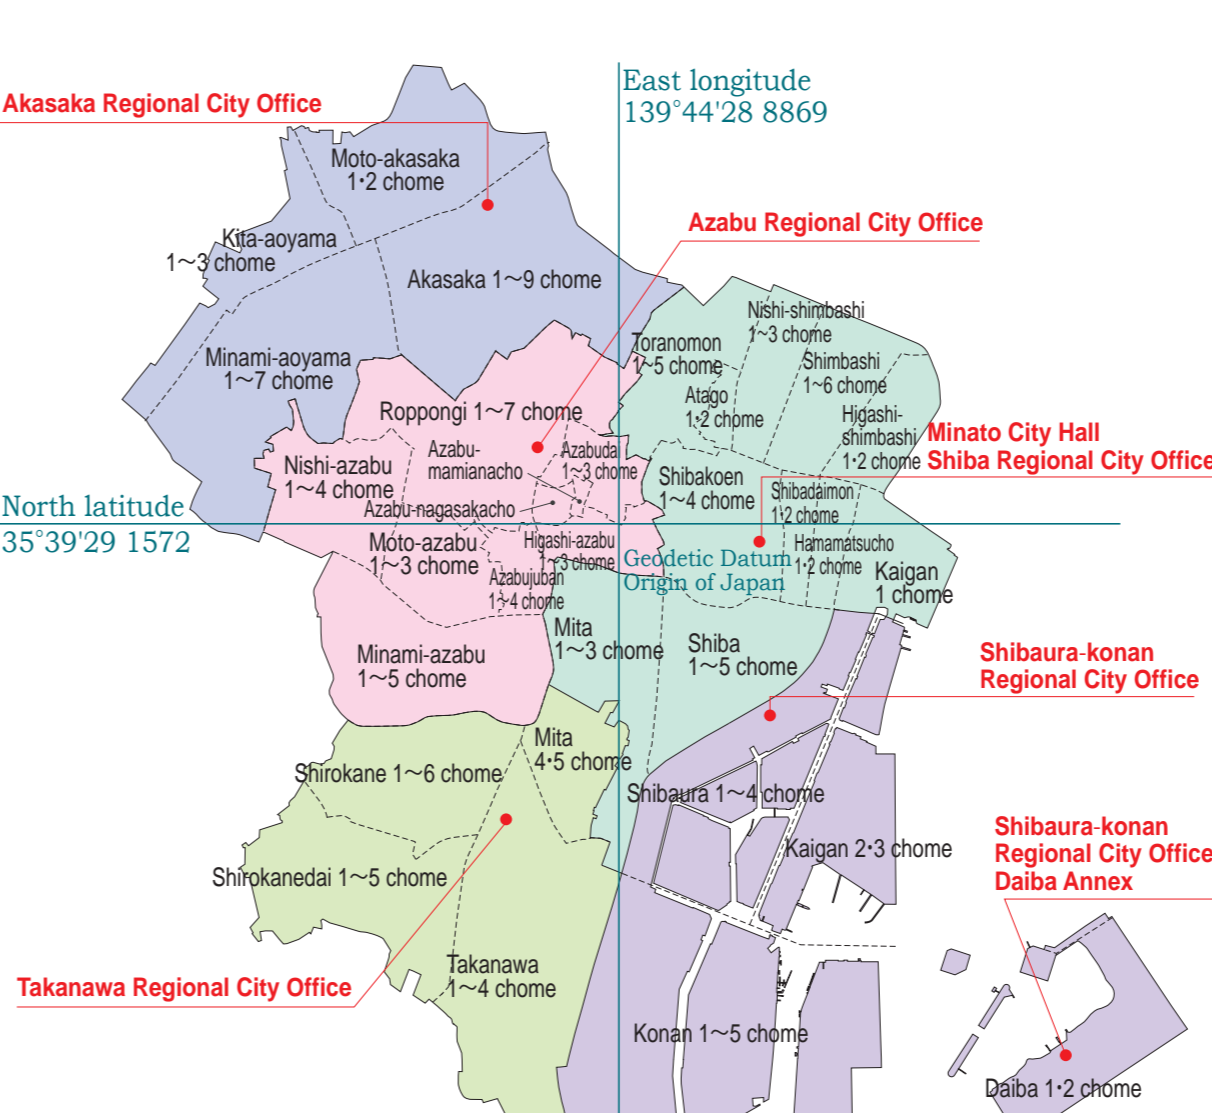 East longitude
139°44'28 8869
Akasaka Regional City Office
Moto-akasaka
1･2 chome
Azabu Regional City Office
Kita-aoyama
1～3 chome
Akasaka 1～9 chome
Nishi-shimbashi
1～3 chome
Toranomon
1～5 chome
Shimbashi
1～6 chome
Minami-aoyama
1～7 chome
Atago
1･2 chome
Roppongi 1～7 chome
Higashi-
shimbashi
1･2 chome
Minato City Hall
Shiba Regional City Office
Azabu-
mamianacho
Azabudai
1～3 chome
Nishi-azabu
1～4 chome
Shibakoen
1～4 chome
Shibadaimon
1･2 chome
Azabu-nagasakacho
North latitude
35°39'29 1572
Moto-azabu
1～3 chome
Higashi-azabu
1～3 chome
Geodetic Datum
Origin of Japan
Hamamatsucho
1･2 chome
Kaigan
1 chome
Azabujuban
1～4 chome
Mita
1～3 chome
Shiba
1～5 chome
Minami-azabu
1～5 chome
Shibaura-konan
Regional City Office
Mita
4･5 chome
Shirokane 1～6 chome
Shibaura 1～4 chome
Kaigan 2･3 chome
Shibaura-konan
Regional City Office
Daiba Annex
Shirokanedai 1～5 chome
Takanawa Regional City Office
Takanawa
1～4 chome
Konan 1～5 chome
Daiba 1･2 chome